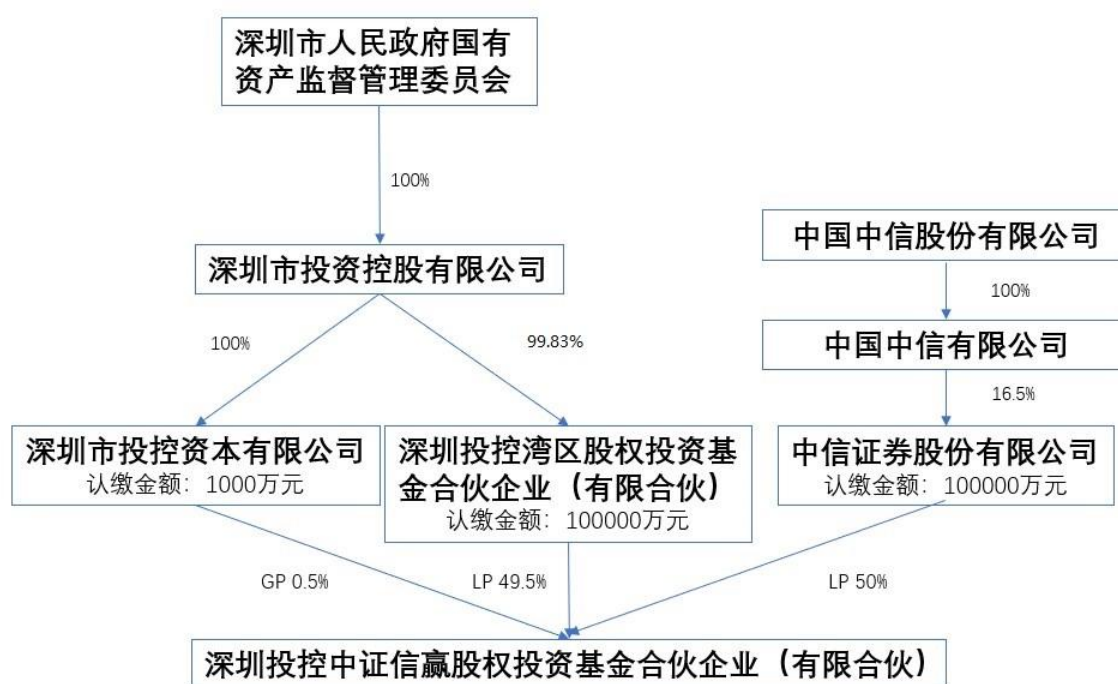 深圳市人民政府国有
资产监督管理委员会
100%
深圳市投资控股有限公司
中国中信股份有限公司
100%
100%
99.83%
中国中信有限公司
16.5%
深圳市投控资本有限公司
认缴金额：1000万元
深圳投控湾区股权投资基
金合伙企业（有限合伙）
认缴金额：100000万元
中信证券股份有限公司
认缴金额：100000万元
GP 0.5%
LP 49.5%
LP 50%
深圳投控中证信赢股权投资基金合伙企业（有限合伙）